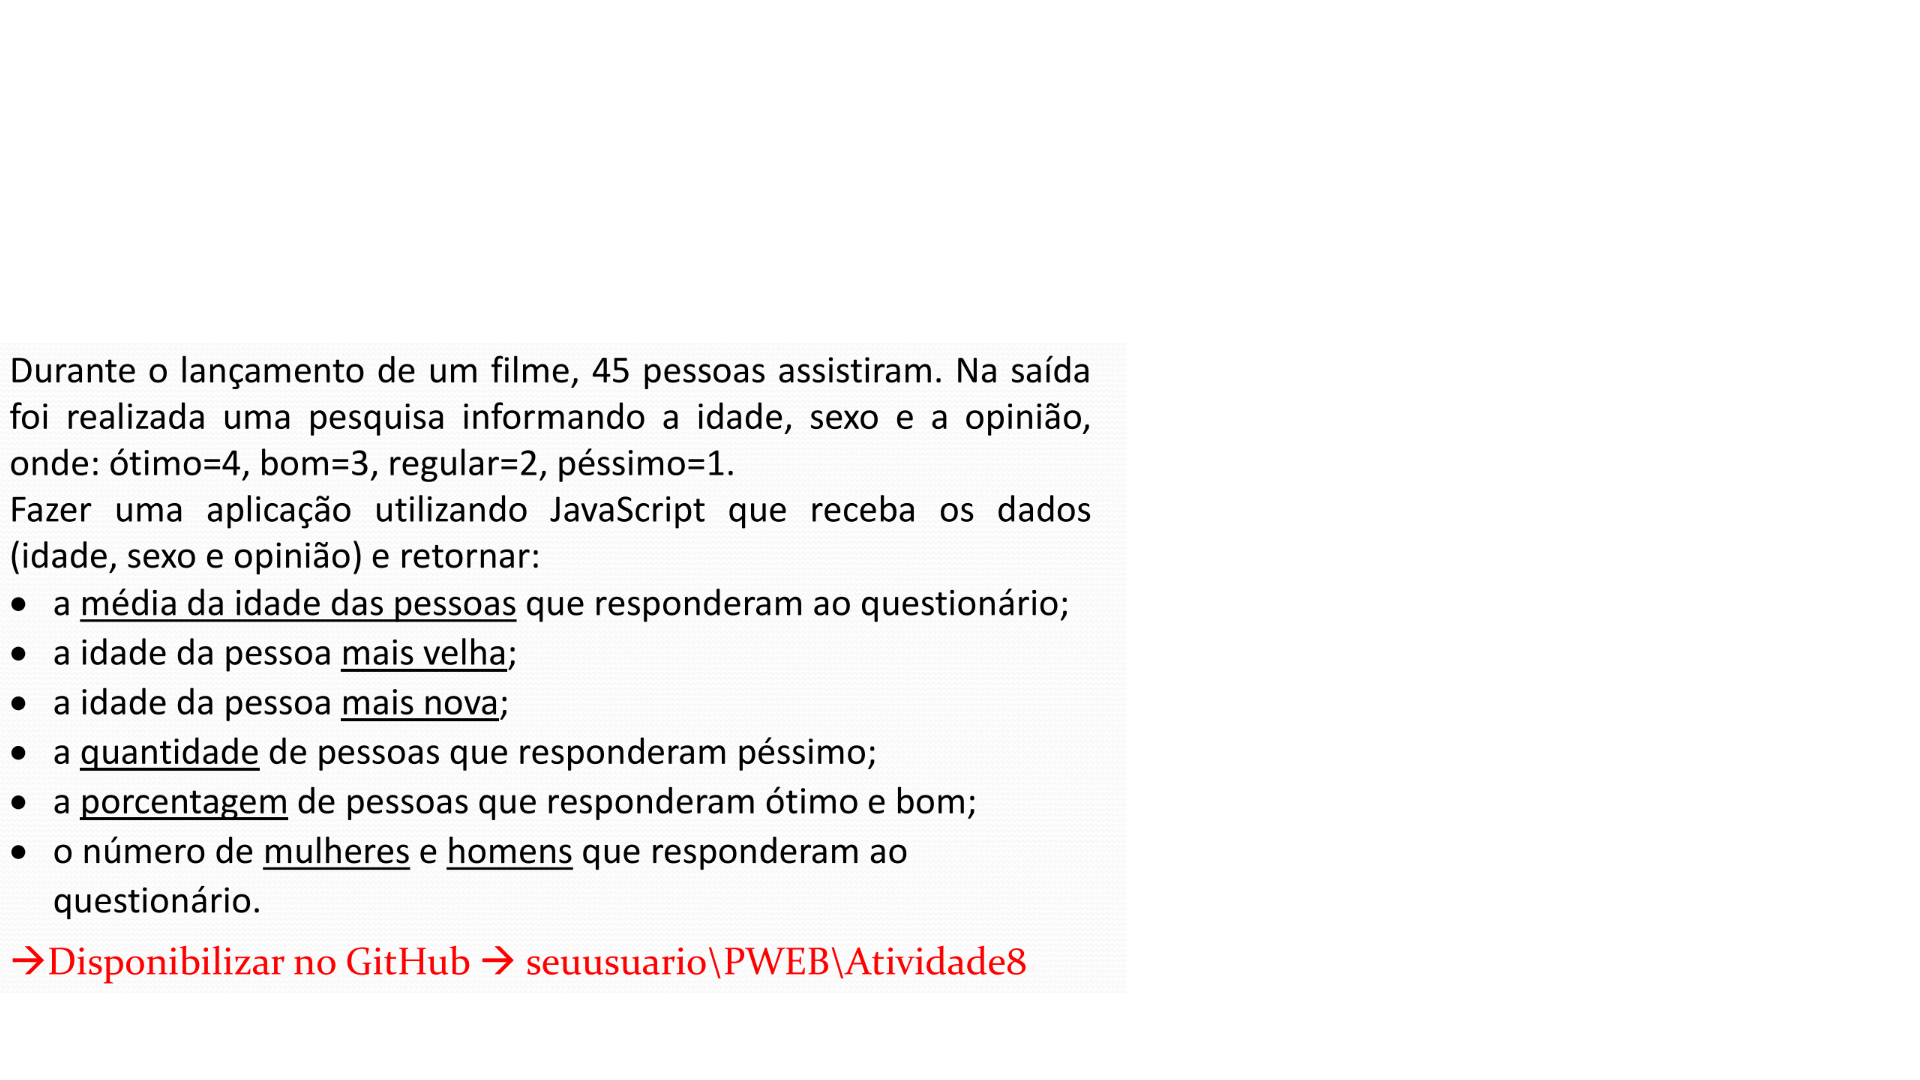 Durante o lançamento de um filme, 45 pessoas assistiram. Na saída
foi realizada uma pesquisa informando a idade, sexo e a opinião,
onde: ótimo=4, bom=3, regular=2, péssimo=1.
Fazer uma aplicação utilizando JavaScript que receba os dados
(idade, sexo e opinião) e retornar:
• a média da idade das pessoas que responderam ao questionário;
• a idade da pessoa mais velha;
• a idade da pessoa mais nova;
• a quantidade de pessoas que responderam péssimo;
• a porcentagem de pessoas que responderam ótimo e bom;
• o número de mulheres e homens que responderam ao
questionário.
→Disponibilizar no GitHub → seuusuario\PWEB\Atividade8